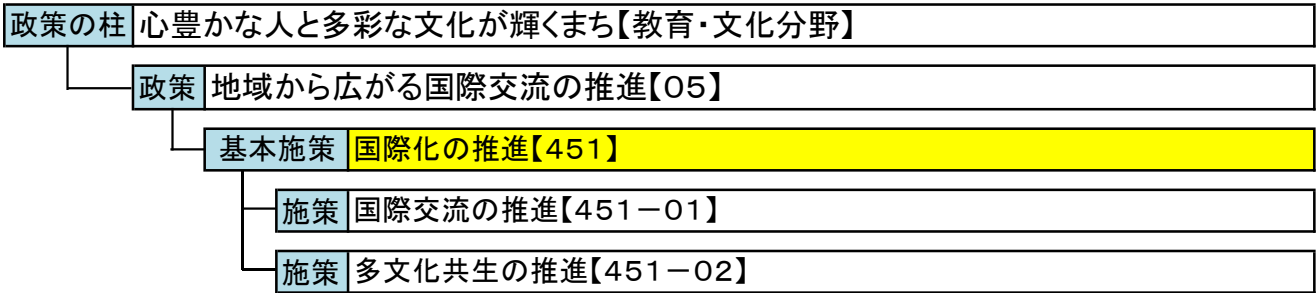 政策の柱 心豊かな人と多彩な文化が輝くまち【教育・文化分野】
政策 地域から広がる国際交流の推進【05】
基本施策 国際化の推進【451】
施策 国際交流の推進【451－01】
施策 多文化共生の推進【451－02】